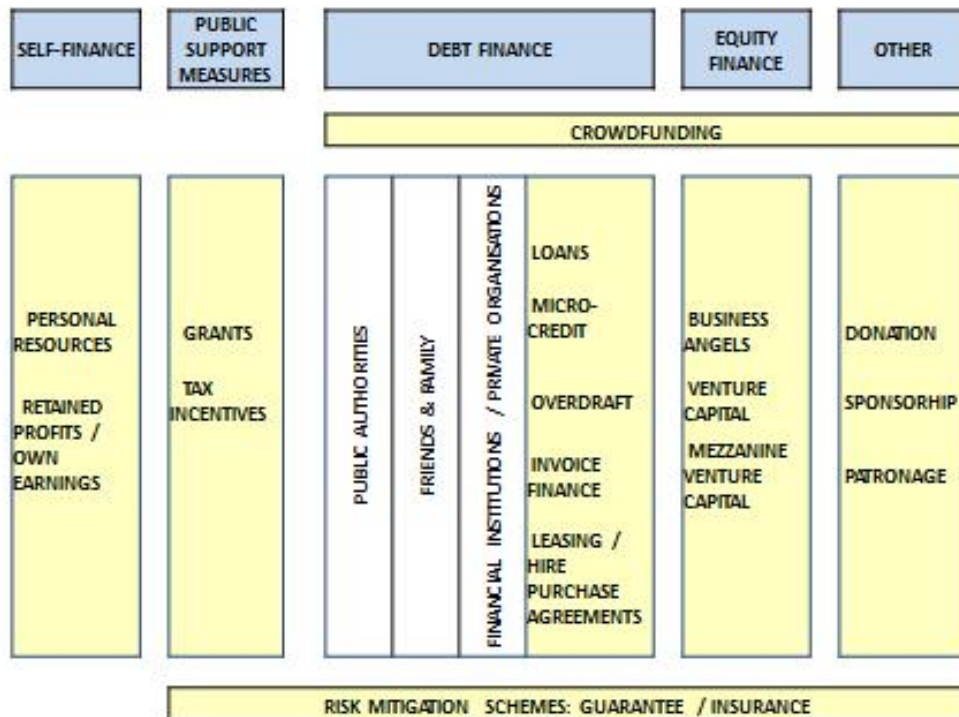 SELF-FINANCE
PUBLIC
SUPPORT
MEASURES
DEBT FINANCE
EQUITY
FINANCE
OTHER
CROWDFUNDING
PERSONAL
RESOURCES
RETAINED
PROFITS /
OWN
EARNINGS
GRANTS
TAX
INCENTIVES
PUBLIC AUTHORITIES
FRIENDS & FAMILY
FINANCIAL INSTITUTIONS / PRIVATE ORGANISATIONS
LOANS
MICRO-
CREDIT
OVERDRAFT
INVOICE
FINANCE
LEASING /
HIRE
PURCHASE
AGREEMENTS
BUSINESS
ANGELS
VENTURE
CAPITAL
MEZZANINE
VENTURE
CAPITAL
DONATION
SPONSORHIP
PATRONAGE
RISK MITIGATION SCHEMES: GUARANTEE / INSURANCE